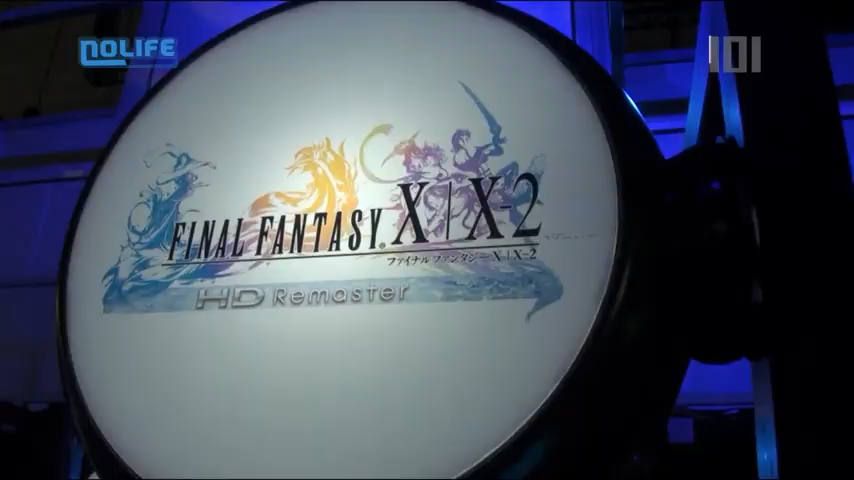 NOLIFE
101
FINAL FANTASY® X | X-2
ファイナルファンタジー X | X-2
HD Remaster